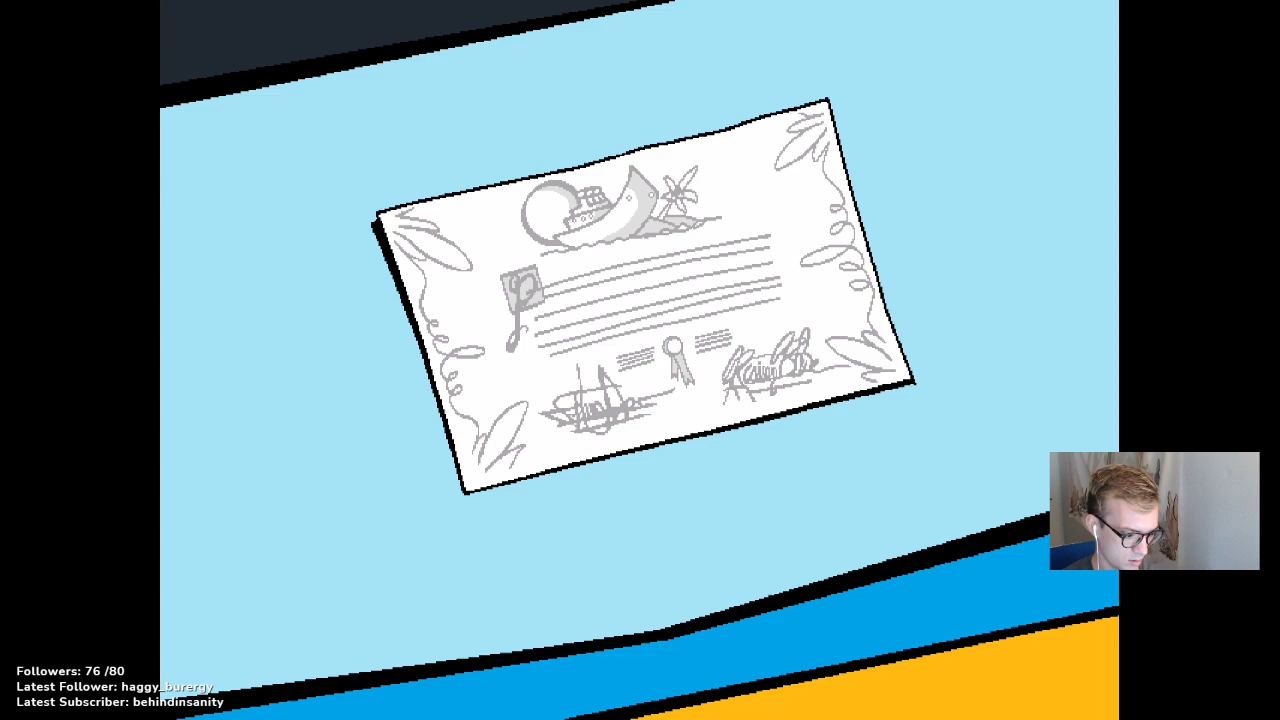 Followers: 76 /80
Latest Follower: haggy_burergy
Latest Subscriber: behindinsanity